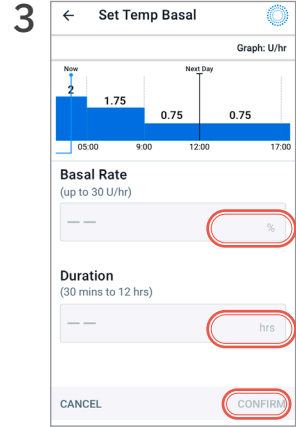 3
← Set Temp Basal
Graph: U/hr
Now Next Day
2 1.75 0.75 0.75
05:00 9:00 12:00 17:00
Basal Rate
(up to 30 U/hr)
— — %
Duration
(30 mins to 12 hrs)
— — hrs
CANCEL CONFIRM